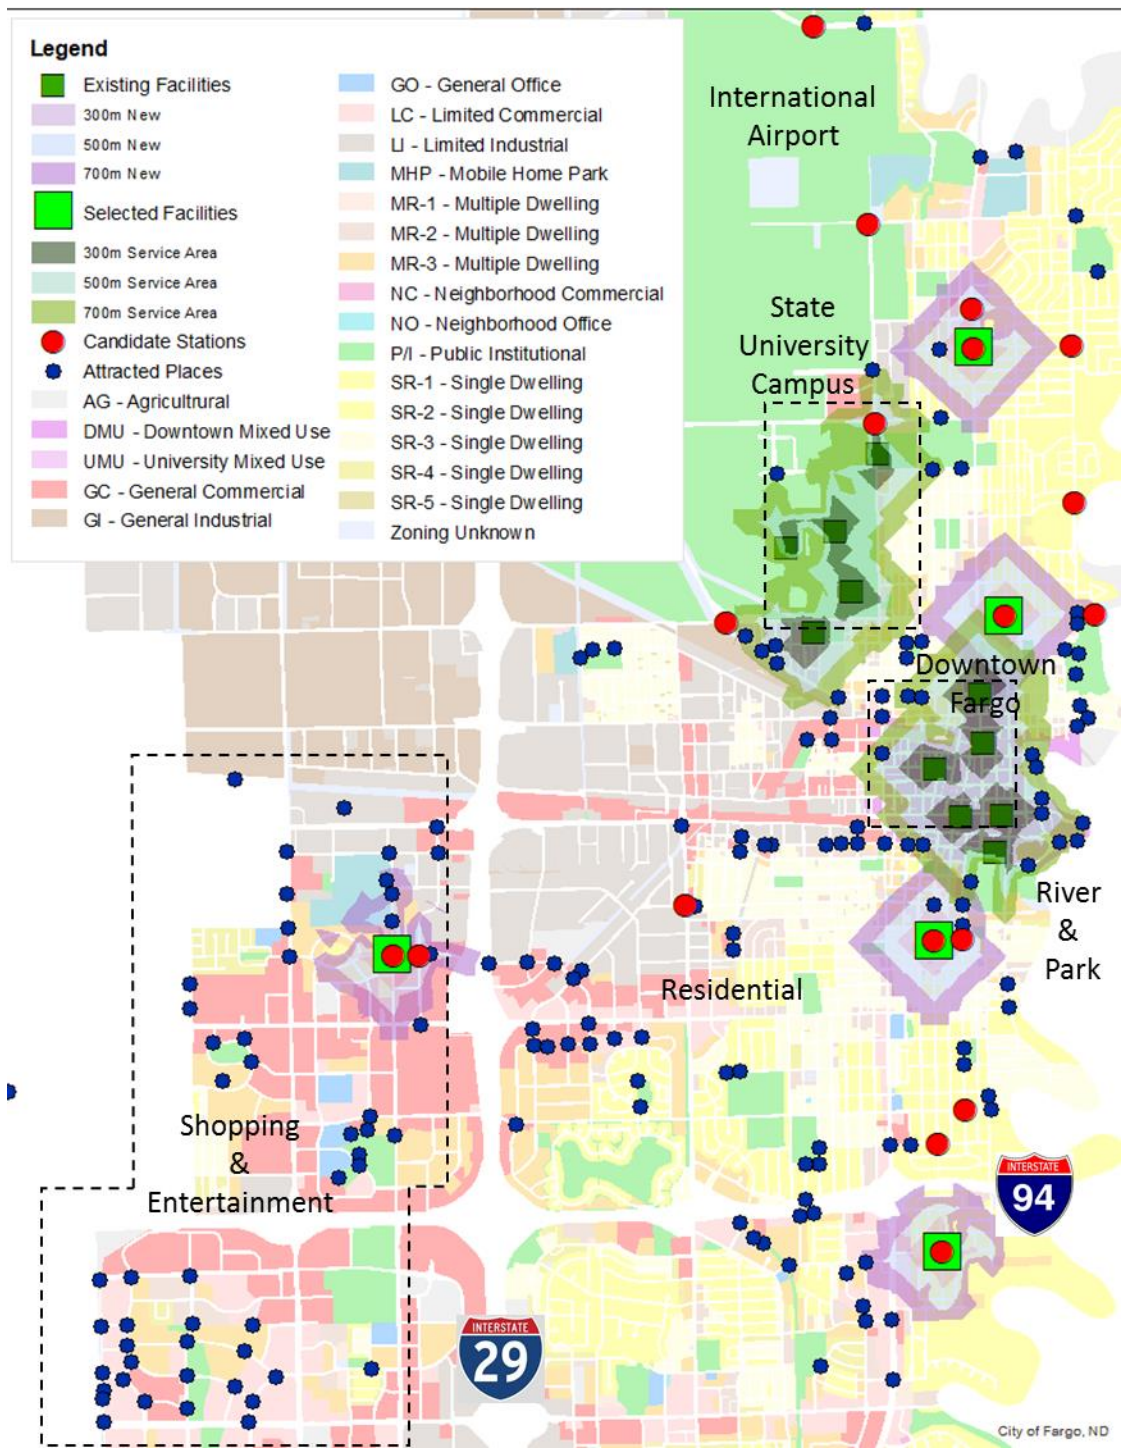 Legend
Existing Facilities
300m New
500m New
700m New
Selected Facilities
300m Service Area
500m Service Area
700m Service Area
Candidate Stations
Attracted Places
AG - Agricultrural
DMU - Downtown Mixed Use
UMU - University Mixed Use
GC - General Commercial
GI - General Industrial
GO - General Office
LC - Limited Commercial
LI - Limited Industrial
MHP - Mobile Home Park
MR-1 - Multiple Dwelling
MR-2 - Multiple Dwelling
MR-3 - Multiple Dwelling
NC - Neighborhood Commercial
NO - Neighborhood Office
P/I - Public Institutional
SR-1 - Single Dwelling
SR-2 - Single Dwelling
SR-3 - Single Dwelling
SR-4 - Single Dwelling
SR-5 - Single Dwelling
Zoning Unknown
International
Airport
State
University
Campus
Downtown
Fargo
River
&
Park
Residential
Shopping
&
Entertainment
INTERSTATE
94
INTERSTATE
29
City of Fargo, ND